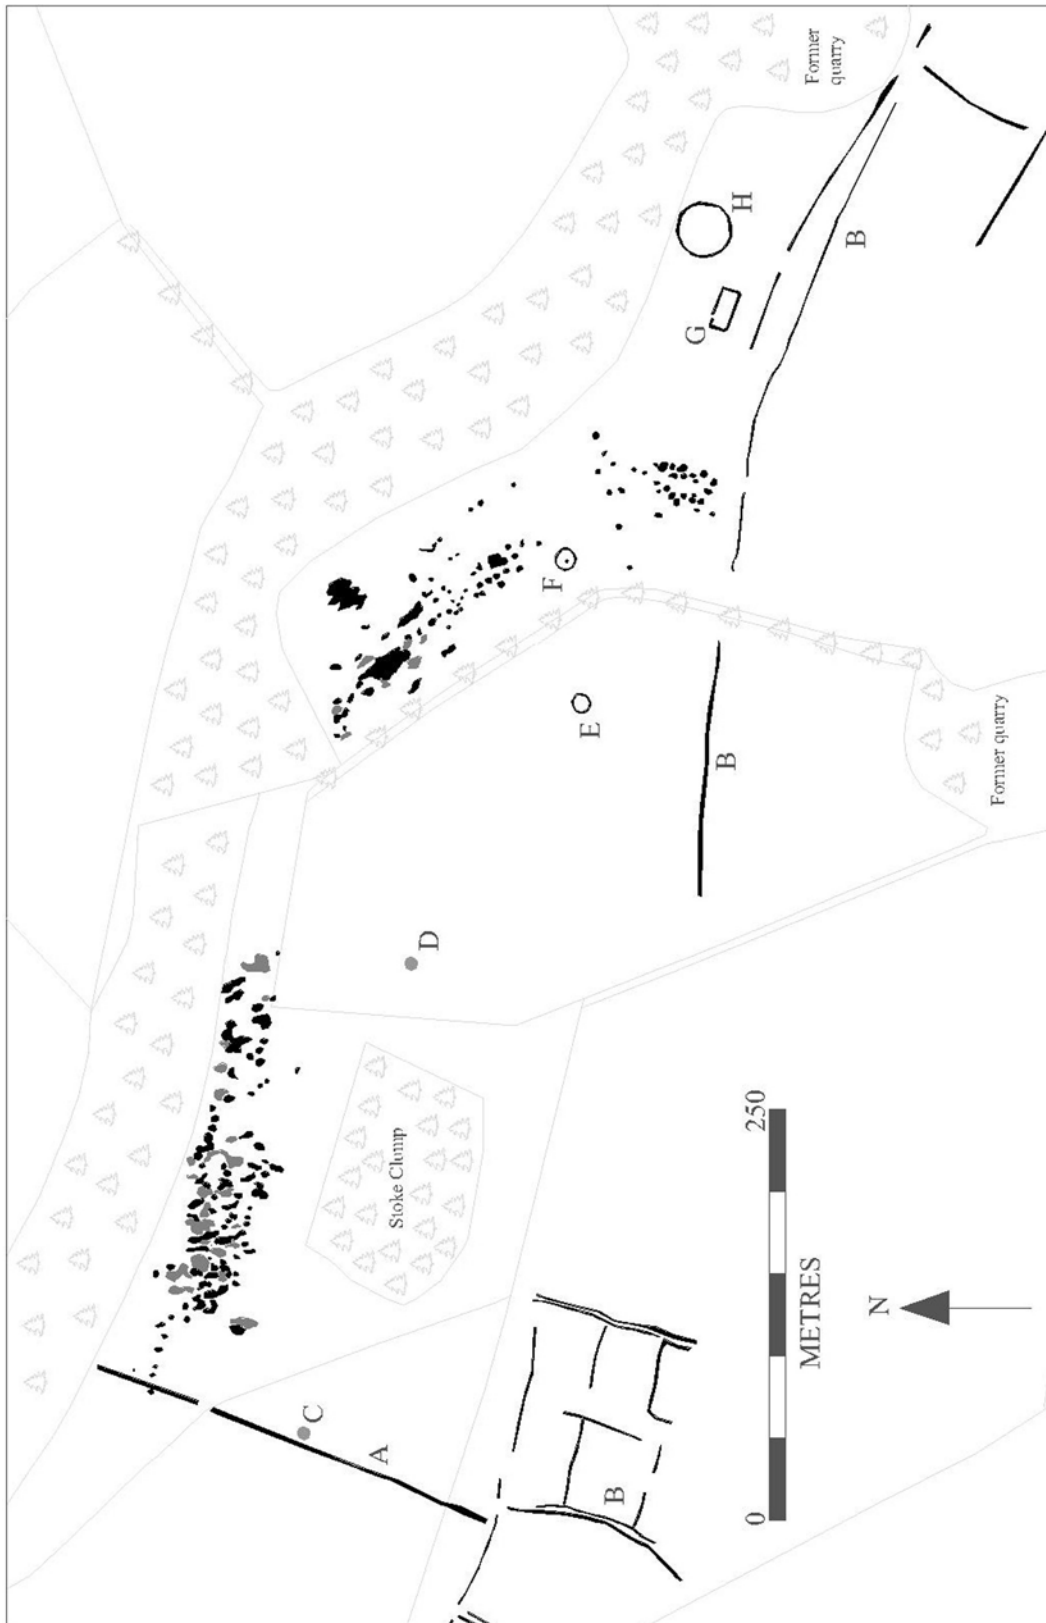 Former
quarry
H
G
B
F
E
B
Former quarry
D
Stoke Clump
C
A
B
0
250
METRES
N